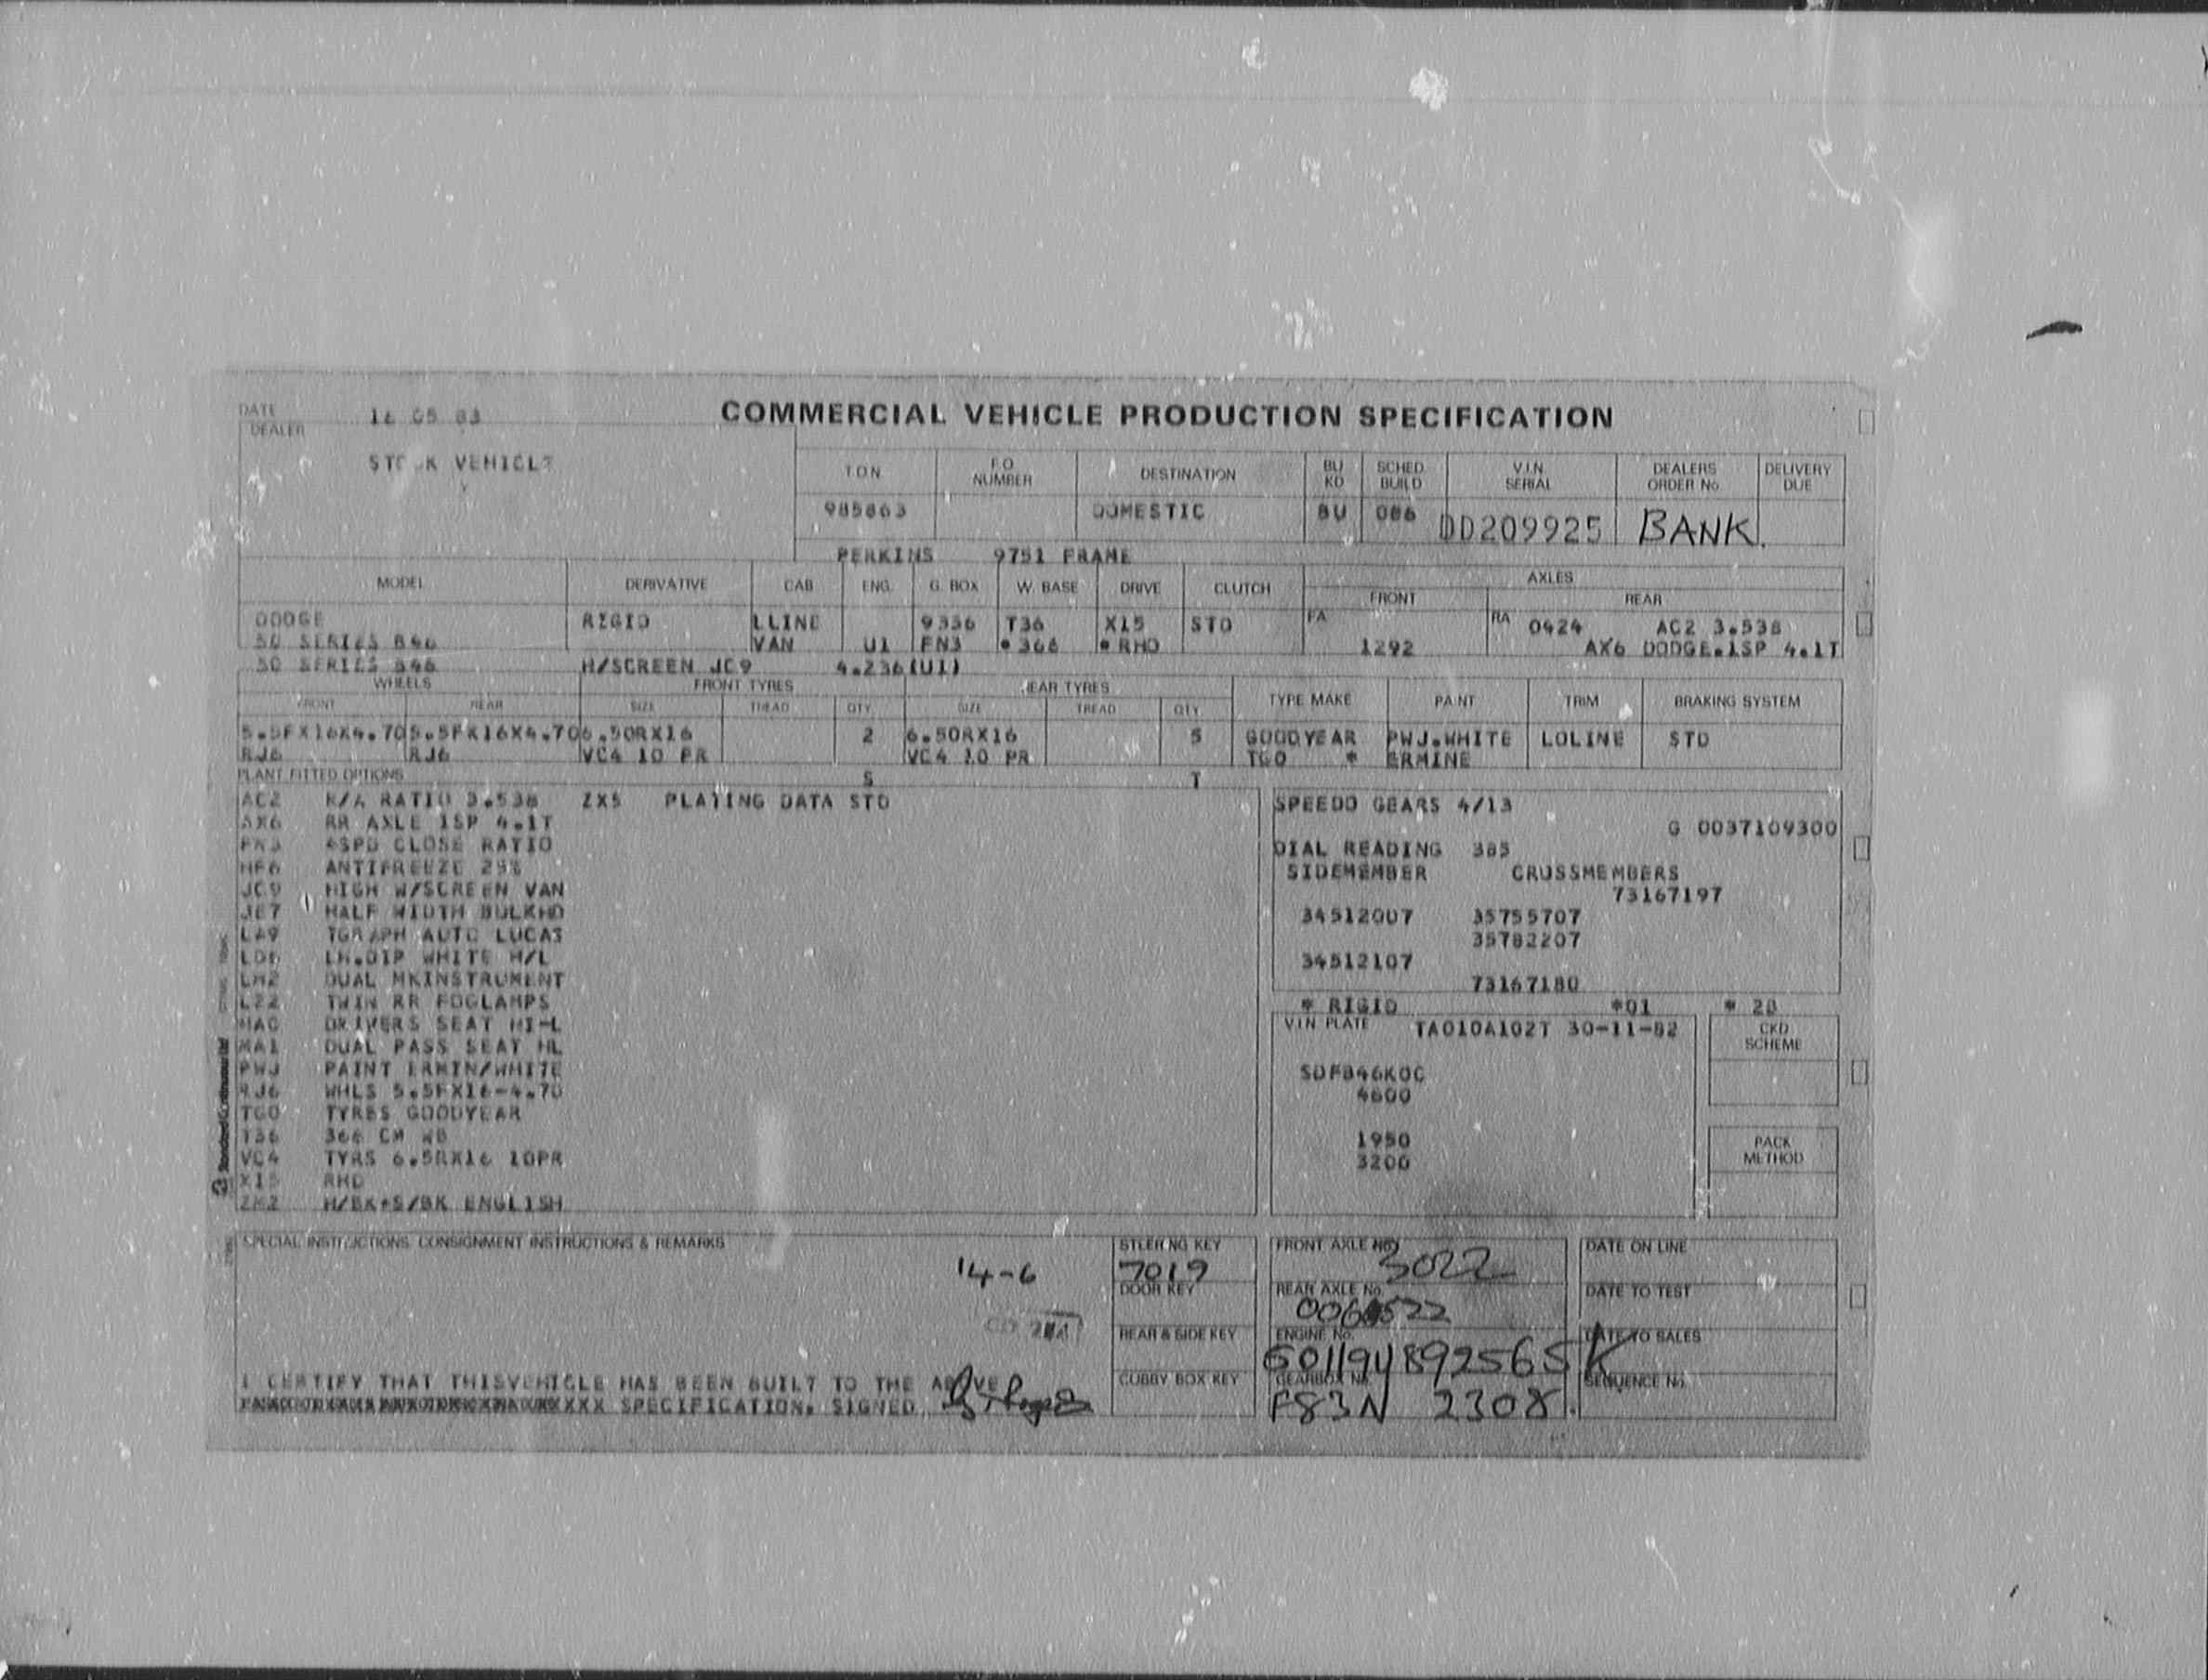 COMMERCIAL VEHICLE PRODUCTION SPECIFICATION
DATE 05 83
DEALER
VEHICLE
T.O.N F.O NUMBER DESTINATION BU KD SCHED. BUILD V.I.N SERIAL DEALERS ORDER No. DELIVERY DUE
985863 DOMESTIC BU 086 DD209925 BANK.
PERKINS 9751 FRAME
MODEL DERIVATIVE CAB ENG. G. BOX W. BASE DRIVE CLUTCH AXLES
FRONT REAR
DODGE RIGID LLINE 9336 T36 X15 STD FA RA 0424 AC2 3.538
50 SERIES B46 VAN U1 FN3 * 366 * RHD 1292 AX6 DODGE.1SP 4.1T
50 SERIES B46 H/SCREEN JC9 4.236(U1)
WHEELS FRONT TYRES REAR TYRES TYPE MAKE PAINT TRIM BRAKING SYSTEM
FRONT REAR SIZE TREAD QTY SIZE TREAD QTY
5.5FX16X4.70 5.5FX16X4.70 6.50RX16 2 6.50RX16 5 GOODYEAR PWJ.WHITE LOLINE STD
RJ6 RJ6 VC4 10 PR VC4 10 PR TGO * ERMINE
PLANT FITTED OPTIONS S T
AC2 R/A RATIO 3.538 ZX5 PLATING DATA STD
AX6 RR AXLE 1SP 4.1T
FN3 4SPD CLOSE RATIO
HF6 ANTIFREEZE 25%
JC9 HIGH W/SCREEN VAN
JE7 HALF WIDTH BULKHD
LA9 TGRAPH AUTO LUCAS
LD6 LH.DIP WHITE H/L
LM2 DUAL MKINSTRUMENT
LZ2 TWIN RR FOGLAMPS
MAC DRIVERS SEAT HI-L
MA1 DUAL PASS SEAT HL
PWJ PAINT ERMIN/WHITE
RJ6 WHLS 5.5FX16-4.70
TGO TYRES GOODYEAR
T36 366 CM WB
VC4 TYRS 6.5RX16 10PR
X15 RHD
ZH2 H/BK+S/BK ENGLISH
SPEEDO GEARS 4/13
G 0037109300
DIAL READING 385
SIDEMEMBER CROSSMEMBERS
73167197
34512007 35755707
35782207
34512107
73167180
* RIGID *01 * 28
VIN PLATE TA010A102T 30-11-82 CKD SCHEME
SDFB46K0C
4600
1950 PACK METHOD
3200
SPECIAL INSTRUCTIONS CONSIGNMENT INSTRUCTIONS & REMARKS
14-6
STEERING KEY 7019
DOOR KEY
REAR & SIDE KEY
CUBBY BOX KEY
FRONT AXLE No. 3022
REAR AXLE No.
ENGINE No.
GEARBOX No. F83N 2308.
DATE ON LINE
DATE TO TEST
DATE TO SALES
SEQUENCE No.
I CERTIFY THAT THISVEHICLE HAS BEEN BUILT TO THE ABOVE
SPECIFICATION. SIGNED